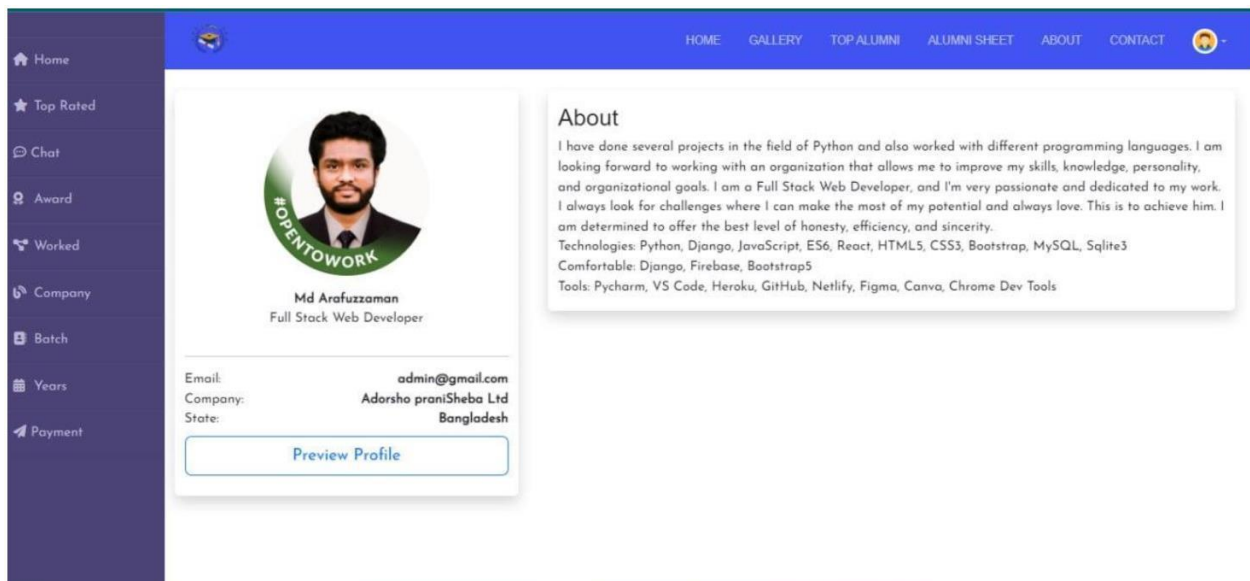 HOME GALLERY TOP ALUMNI ALUMNI SHEET ABOUT CONTACT
Home
Top Rated
Chat
Award
Worked
Company
Batch
Years
Payment
#OPENTOWORK
Md Arafuzzaman
Full Stack Web Developer
Email: admin@gmail.com
Company: Adorsho praniSheba Ltd
State: Bangladesh
Preview Profile
About
I have done several projects in the field of Python and also worked with different programming languages. I am
looking forward to working with an organization that allows me to improve my skills, knowledge, personality,
and organizational goals. I am a Full Stack Web Developer, and I'm very passionate and dedicated to my work.
I always look for challenges where I can make the most of my potential and always love. This is to achieve him. I
am determined to offer the best level of honesty, efficiency, and sincerity.
Technologies: Python, Django, JavaScript, ES6, React, HTML5, CSS3, Bootstrap, MySQL, Sqlite3
Comfortable: Django, Firebase, Bootstrap5
Tools: Pycharm, VS Code, Heroku, GitHub, Netlify, Figma, Canva, Chrome Dev Tools